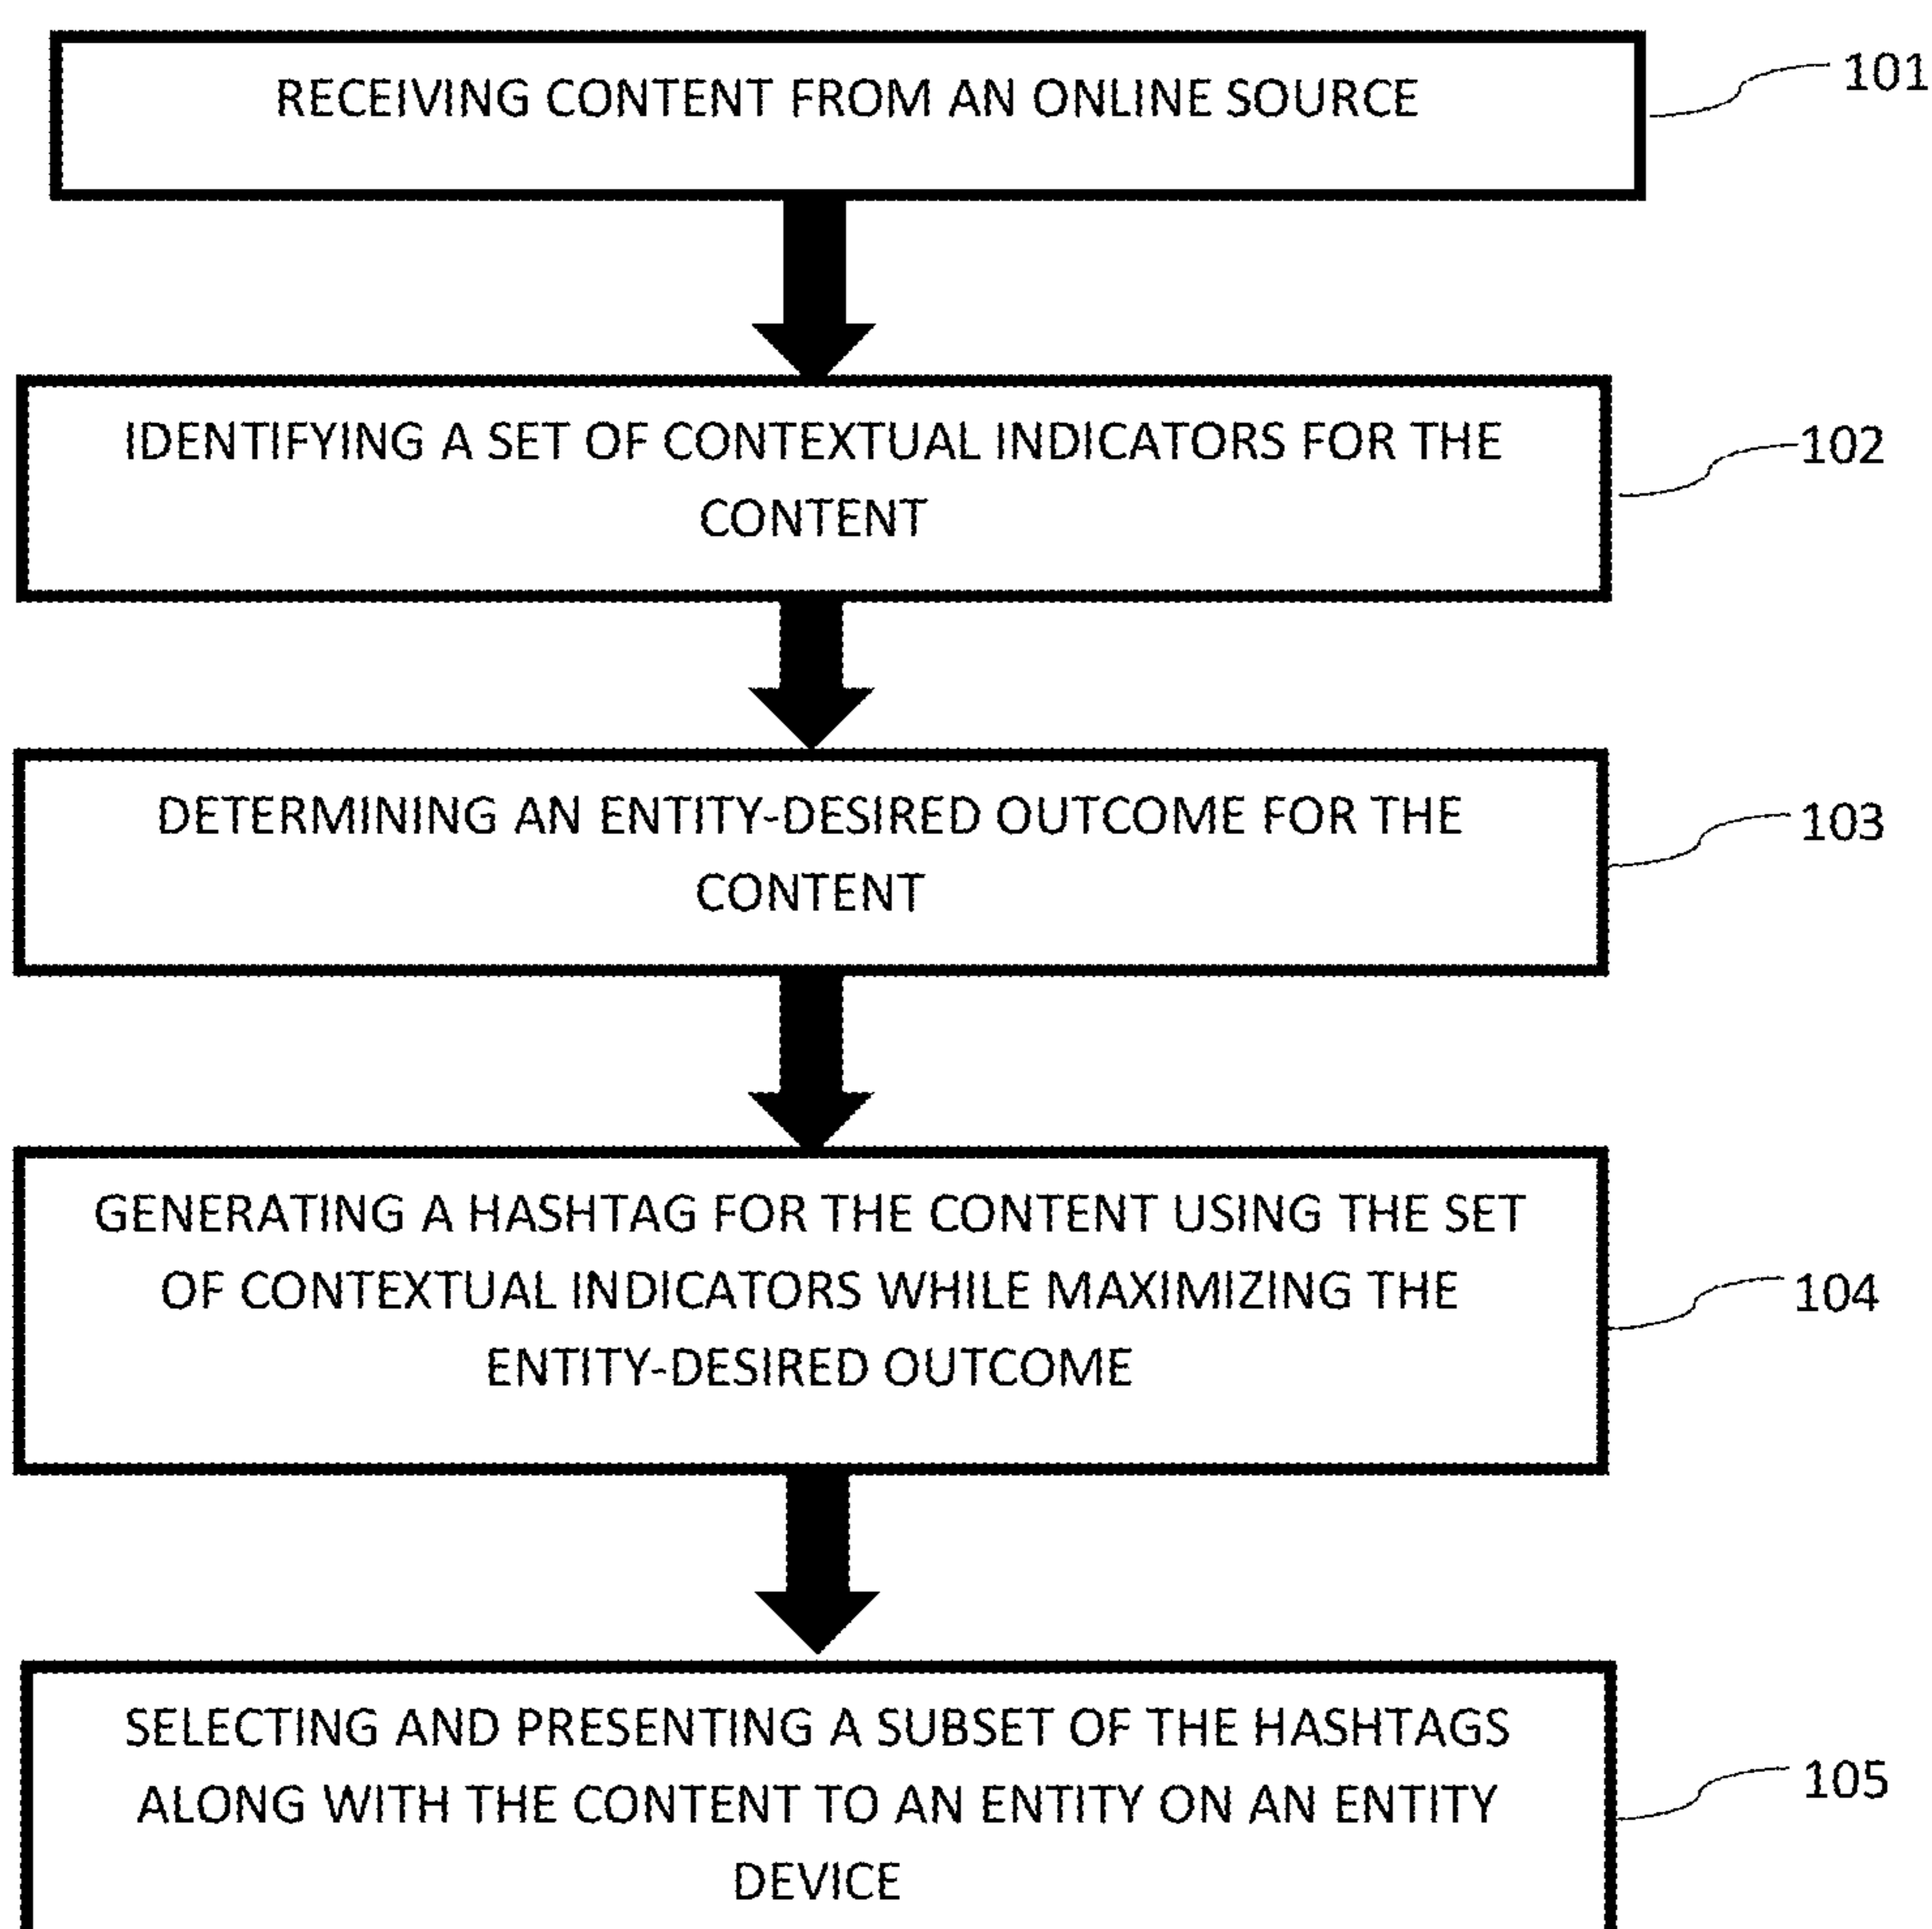 RECEIVING CONTENT FROM AN ONLINE SOURCE
101
IDENTIFYING A SET OF CONTEXTUAL INDICATORS FOR THE
CONTENT
102
DETERMINING AN ENTITY-DESIRED OUTCOME FOR THE
CONTENT
103
GENERATING A HASHTAG FOR THE CONTENT USING THE SET
OF CONTEXTUAL INDICATORS WHILE MAXIMIZING THE
ENTITY-DESIRED OUTCOME
104
SELECTING AND PRESENTING A SUBSET OF THE HASHTAGS
ALONG WITH THE CONTENT TO AN ENTITY ON AN ENTITY
DEVICE
105